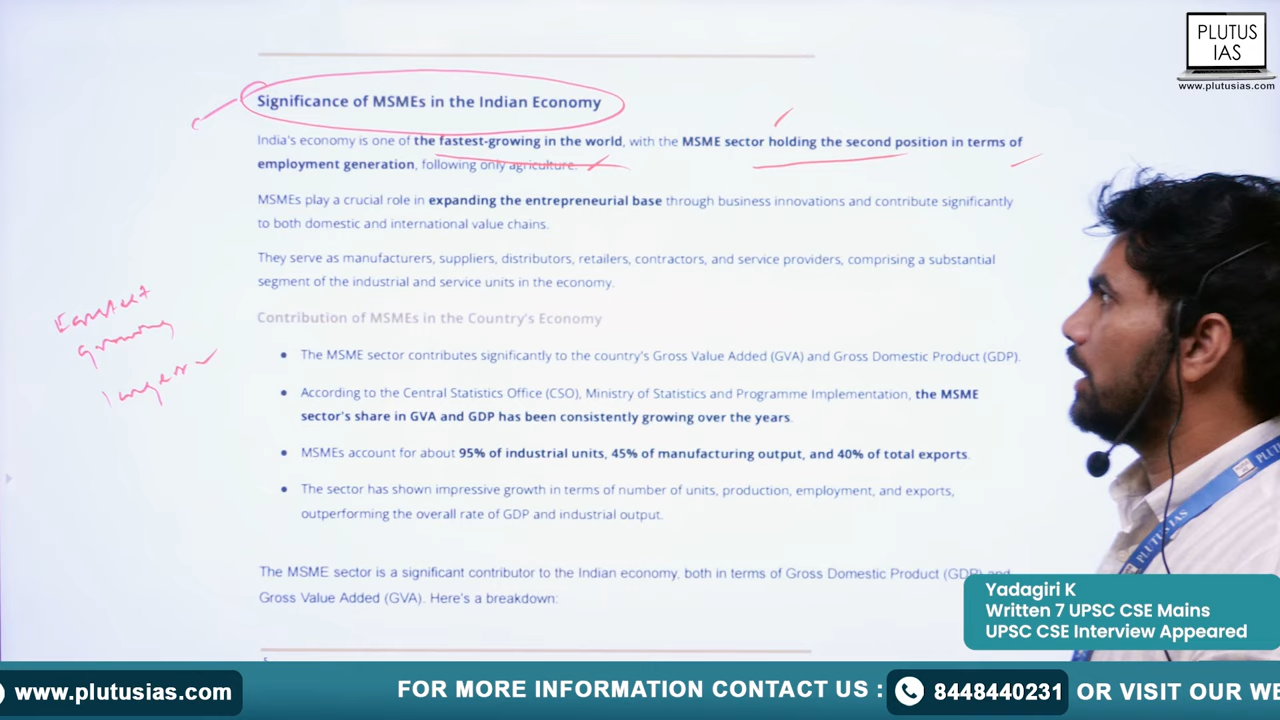 PLUTUS
IAS
www.plutusias.com
Significance of MSMEs in the Indian Economy
India's economy is one of the fastest-growing in the world, with the MSME sector holding the second position in terms of
employment generation, following only agriculture.
MSMEs play a crucial role in expanding the entrepreneurial base through business innovations and contribute significantly
to both domestic and international value chains.
They serve as manufacturers, suppliers, distributors, retailers, contractors, and service providers, comprising a substantial
segment of the industrial and service units in the economy.
growing
Contribution of MSMEs in the Country's Economy
The MSME sector contributes significantly to the country's Gross Value Added (GVA) and Gross Domestic Product (GDP).
According to the Central Statistics Office (CSO), Ministry of Statistics and Programme Implementation, the MSME
sector's share in GVA and GDP has been consistently growing over the years.
MSMEs account for about 95% of industrial units, 45% of manufacturing output, and 40% of total exports.
The sector has shown impressive growth in terms of number of units, production, employment, and exports,
outperforming the overall rate of GDP and industrial output.
The MSME sector is a significant contributor to the Indian economy, both in terms of Gross Domestic Product (GDP) and
Gross Value Added (GVA). Here's a breakdown:
PLUTUS IAS
Yadagiri K
Written 7 UPSC CSE Mains
UPSC CSE Interview Appeared
www.plutusias.com
FOR MORE INFORMATION CONTACT US :
8448440231
OR VISIT OUR WE